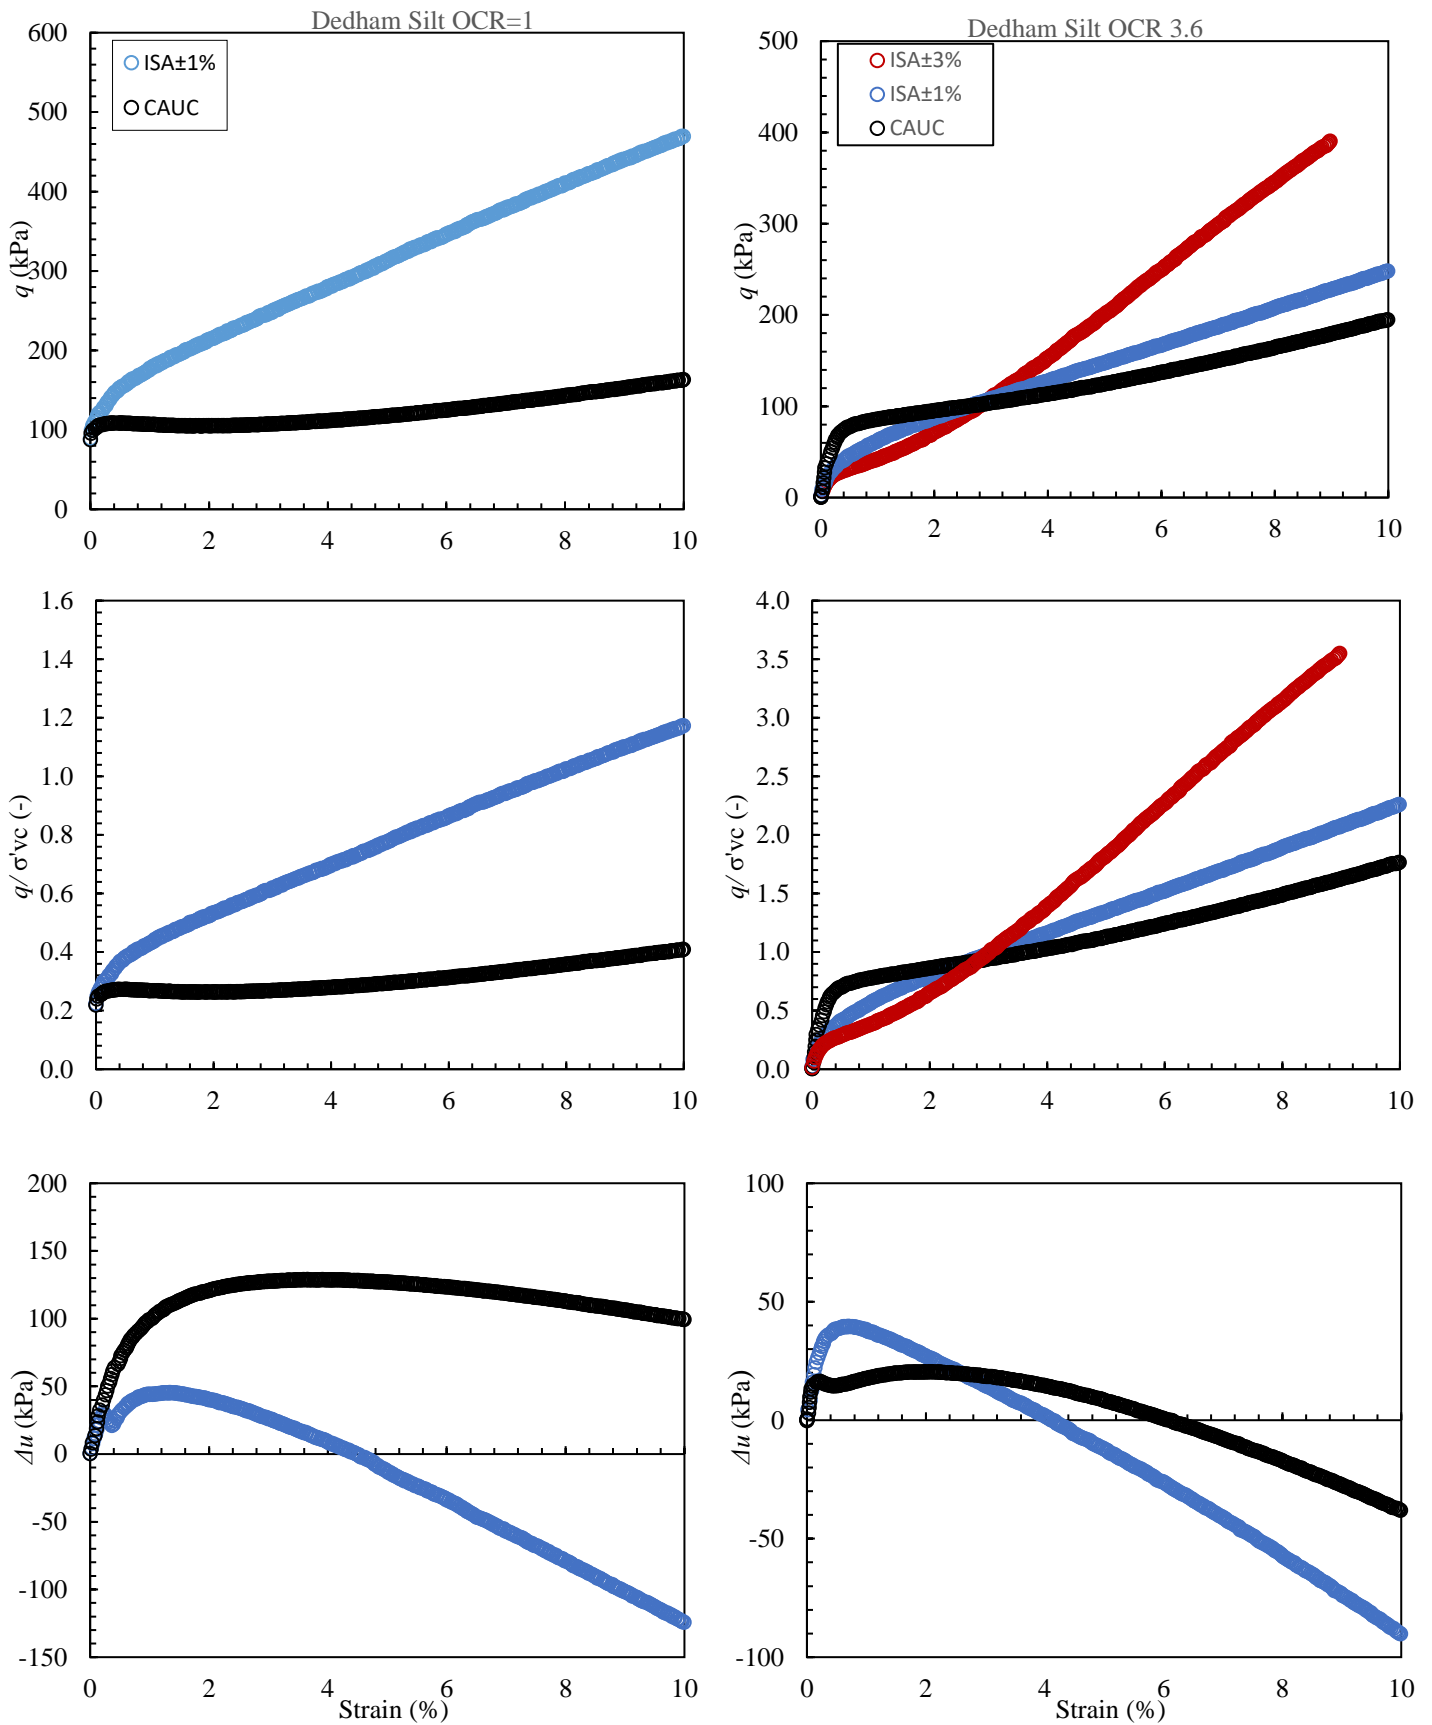 Dedham Silt OCR=1
600
500
400
300
200
100
0
q (kPa)
ISA±1%
CAUC
0 2 4 6 8 10
Dedham Silt OCR 3.6
500
400
300
200
100
0
q (kPa)
ISA±3%
ISA±1%
CAUC
0 2 4 6 8 10
1.6
1.4
1.2
1.0
0.8
0.6
0.4
0.2
0.0
q/ σ'vc (-)
0 2 4 6 8 10
4.0
3.5
3.0
2.5
2.0
1.5
1.0
0.5
0.0
q/ σ'vc (-)
0 2 4 6 8 10
200
150
100
50
0
-50
-100
-150
Δu (kPa)
0 2 4 6 8 10
Strain (%)
100
50
0
-50
-100
Δu (kPa)
0 2 4 6 8 10
Strain (%)